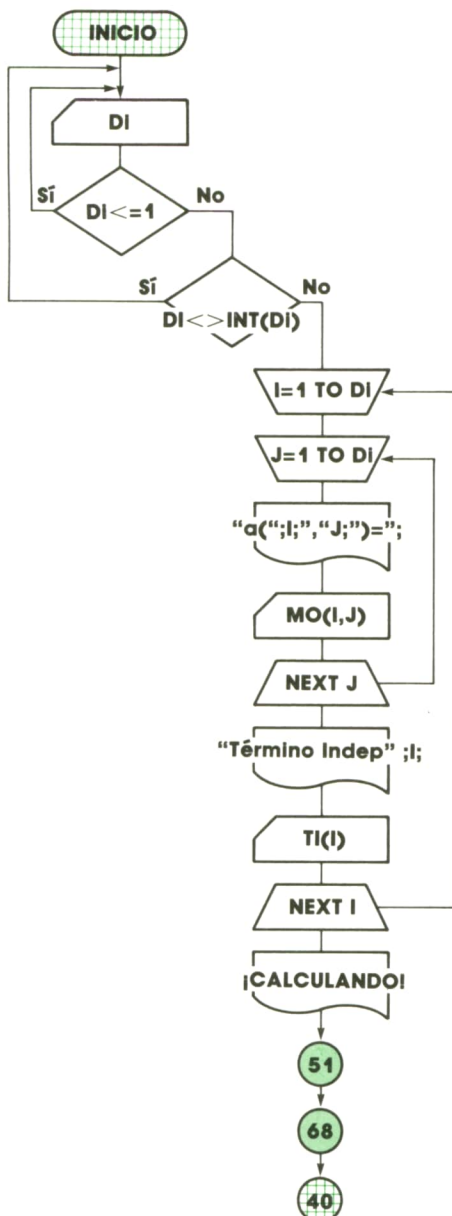 INICIO
DI
Sí
DI<=1
No
Sí
DI<>INT(DI)
No
I=1 TO DI
J=1 TO DI
“a(“;I;”,“J;”)=”;
MO(I,J)
NEXT J
“Término Indep” ;I;
TI(I)
NEXT I
¡CALCULANDO!
51
68
40